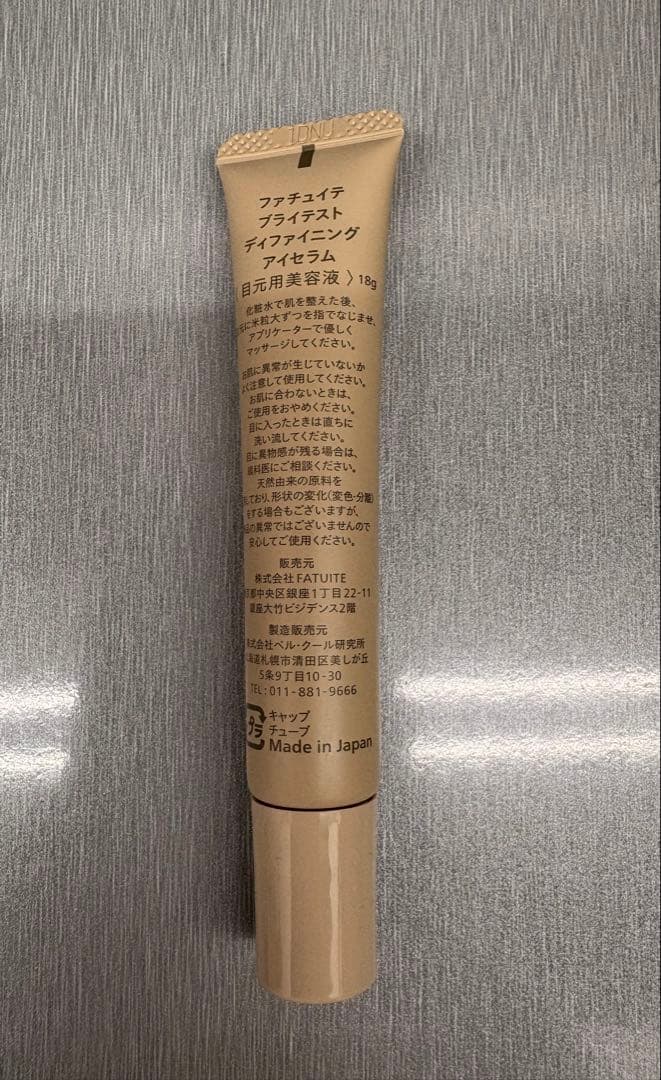 10NU
ファチュイテ
ブライテスト
ディファイニング
アイセラム
目元用美容液 〉 18g
化粧水で肌を整えた後、
に米粒大ずつを指でなじませ、
アプリケーターで優しく
マッサージしてください。
お肌に異常が生じていないか
よく注意して使用してください。
お肌に合わないときは、
ご使用をおやめください。
目に入ったときは直ちに
洗い流してください。
目に異物感が残る場合は、
眼科医にご相談ください。
天然由来の原料を
しており、形状の変化(変色・分離)
をする場合もございますが、
品の異常ではございませんので
安心してご使用ください。
販売元
株式会社 FATUITE
京都中央区銀座1丁目22-11
銀座大竹ビジデンス2階
製造販売元
株式会社ベル・クール研究所
海道札幌市清田区美しが丘
5条9丁目10-30
TEL : 011-881-9666
プラ
キャップ
チューブ
Made in Japan